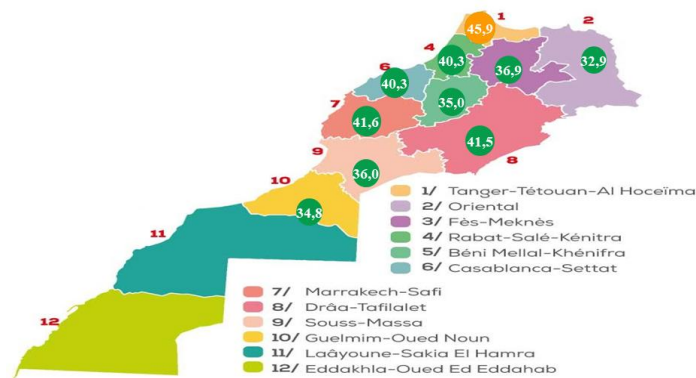 1
45,9
2
4
40,3
36,9
32,9
6
40,3
35,0
7
41,6
41,5
8
9
36,0
10
34,8
11
12
1/ Tanger-Tétouan-Al Hoceïma
2/ Oriental
3/ Fès-Meknès
4/ Rabat-Salé-Kénitra
5/ Béni Mellal-Khénifra
6/ Casablanca-Settat
7/ Marrakech-Safi
8/ Drâa-Tafilalet
9/ Souss-Massa
10/ Guelmim-Oued Noun
11/ Laâyoune-Sakia El Hamra
12/ Eddakhla-Oued Ed Eddahab